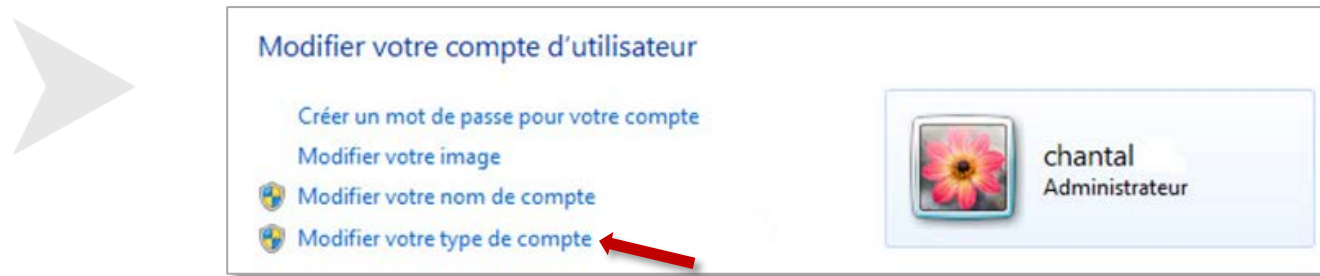 Modifier votre compte d'utilisateur
Créer un mot de passe pour votre compte
Modifier votre image
Modifier votre nom de compte
Modifier votre type de compte
chantal
Administrateur